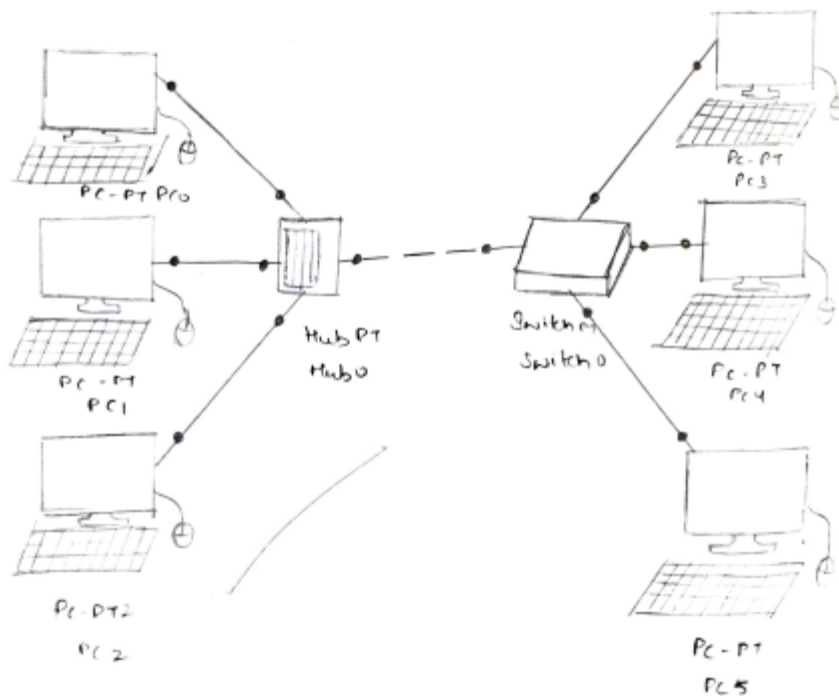 PC-PT PC0
PC-PT
PC1
PC-PT2
PC2
Hub PT
Hub0
Switch PT
Switch0
PC-PT
PC3
PC-PT
PC4
PC-PT
PC5